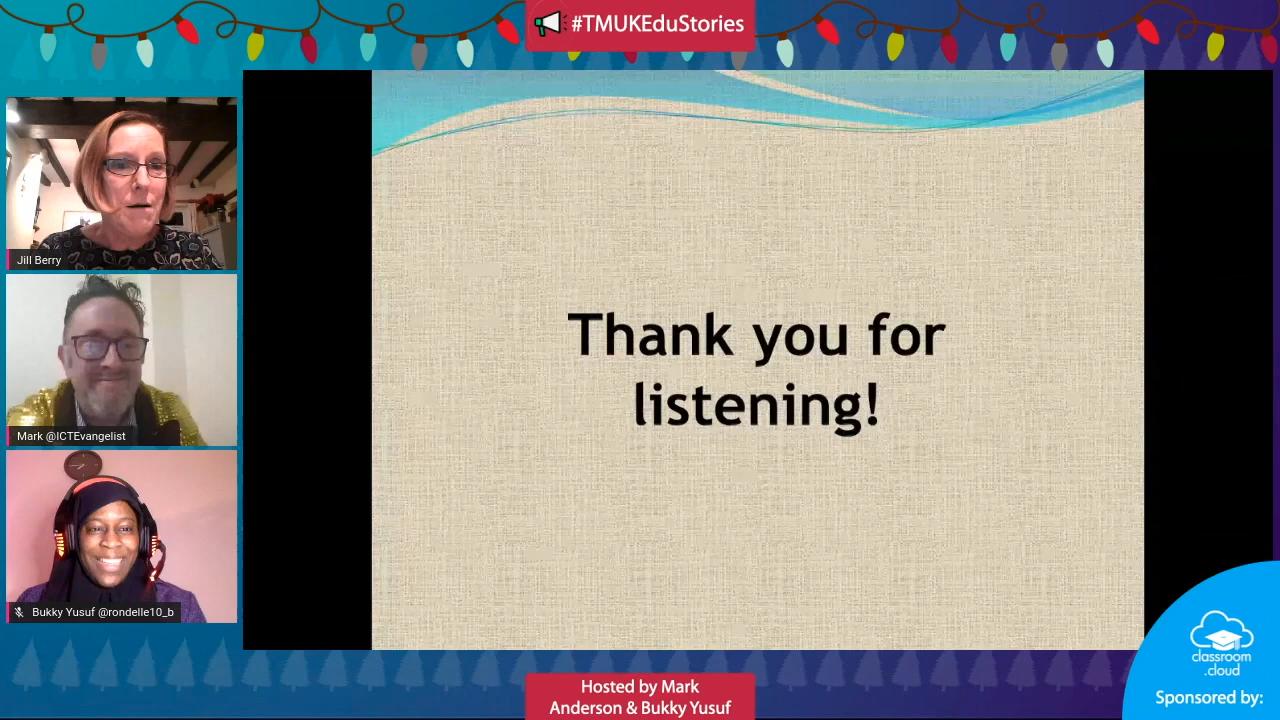 #TMUKEduStories
Jill Berry
Mark @ICTEvangelist
Bukky Yusuf @rondelle10_b
Thank you for
listening!
Hosted by Mark
Anderson & Bukky Yusuf
classroom
.cloud
Sponsored by: